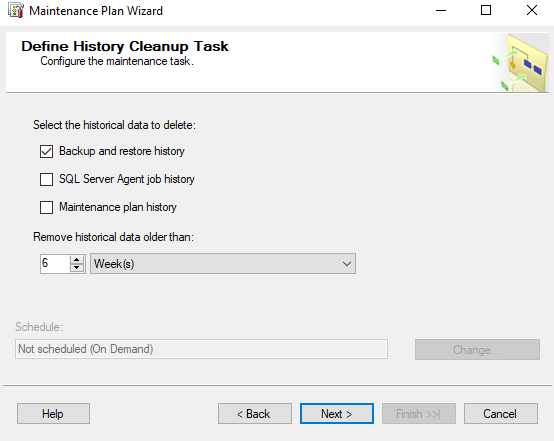 Maintenance Plan Wizard
Define History Cleanup Task
Configure the maintenance task.
Select the historical data to delete:
Backup and restore history
SQL Server Agent job history
Maintenance plan history
Remove historical data older than:
6 Week(s)
Schedule:
Not scheduled (On Demand) Change...
Help < Back Next > Finish >>| Cancel